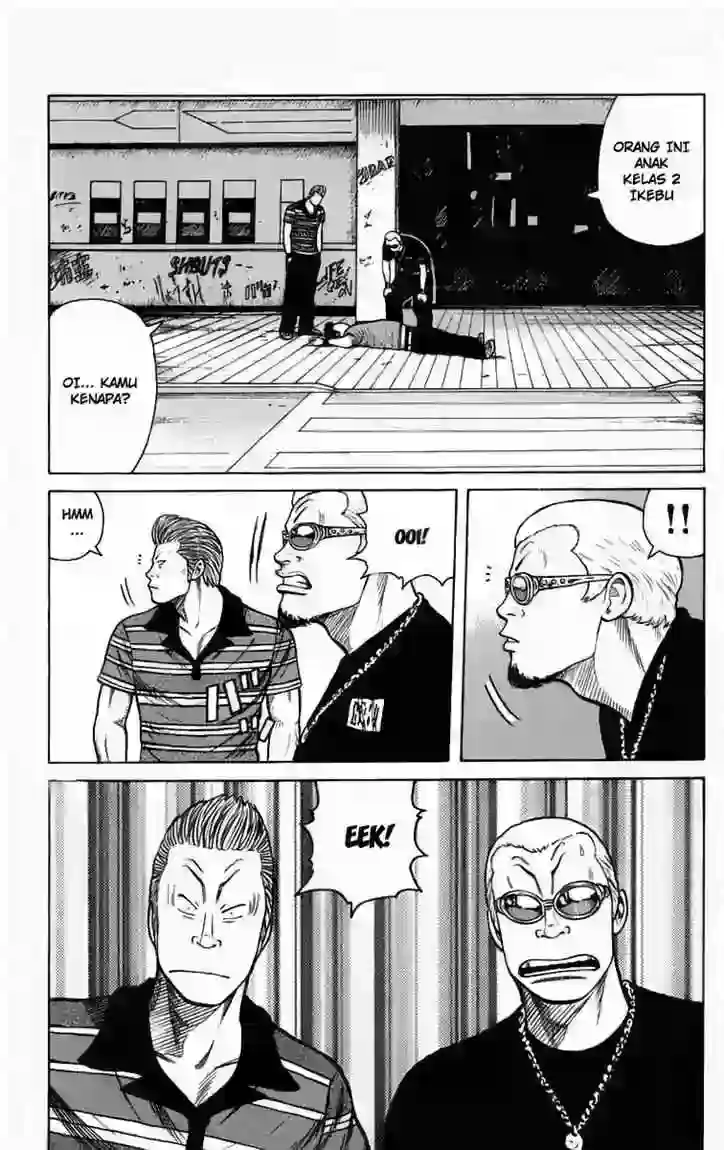 ORANG INI
ANAK
KELAS 2
IKEBU
OI... KAMU
KENAPA?
!!
OOI!
HMM
...
EEK!